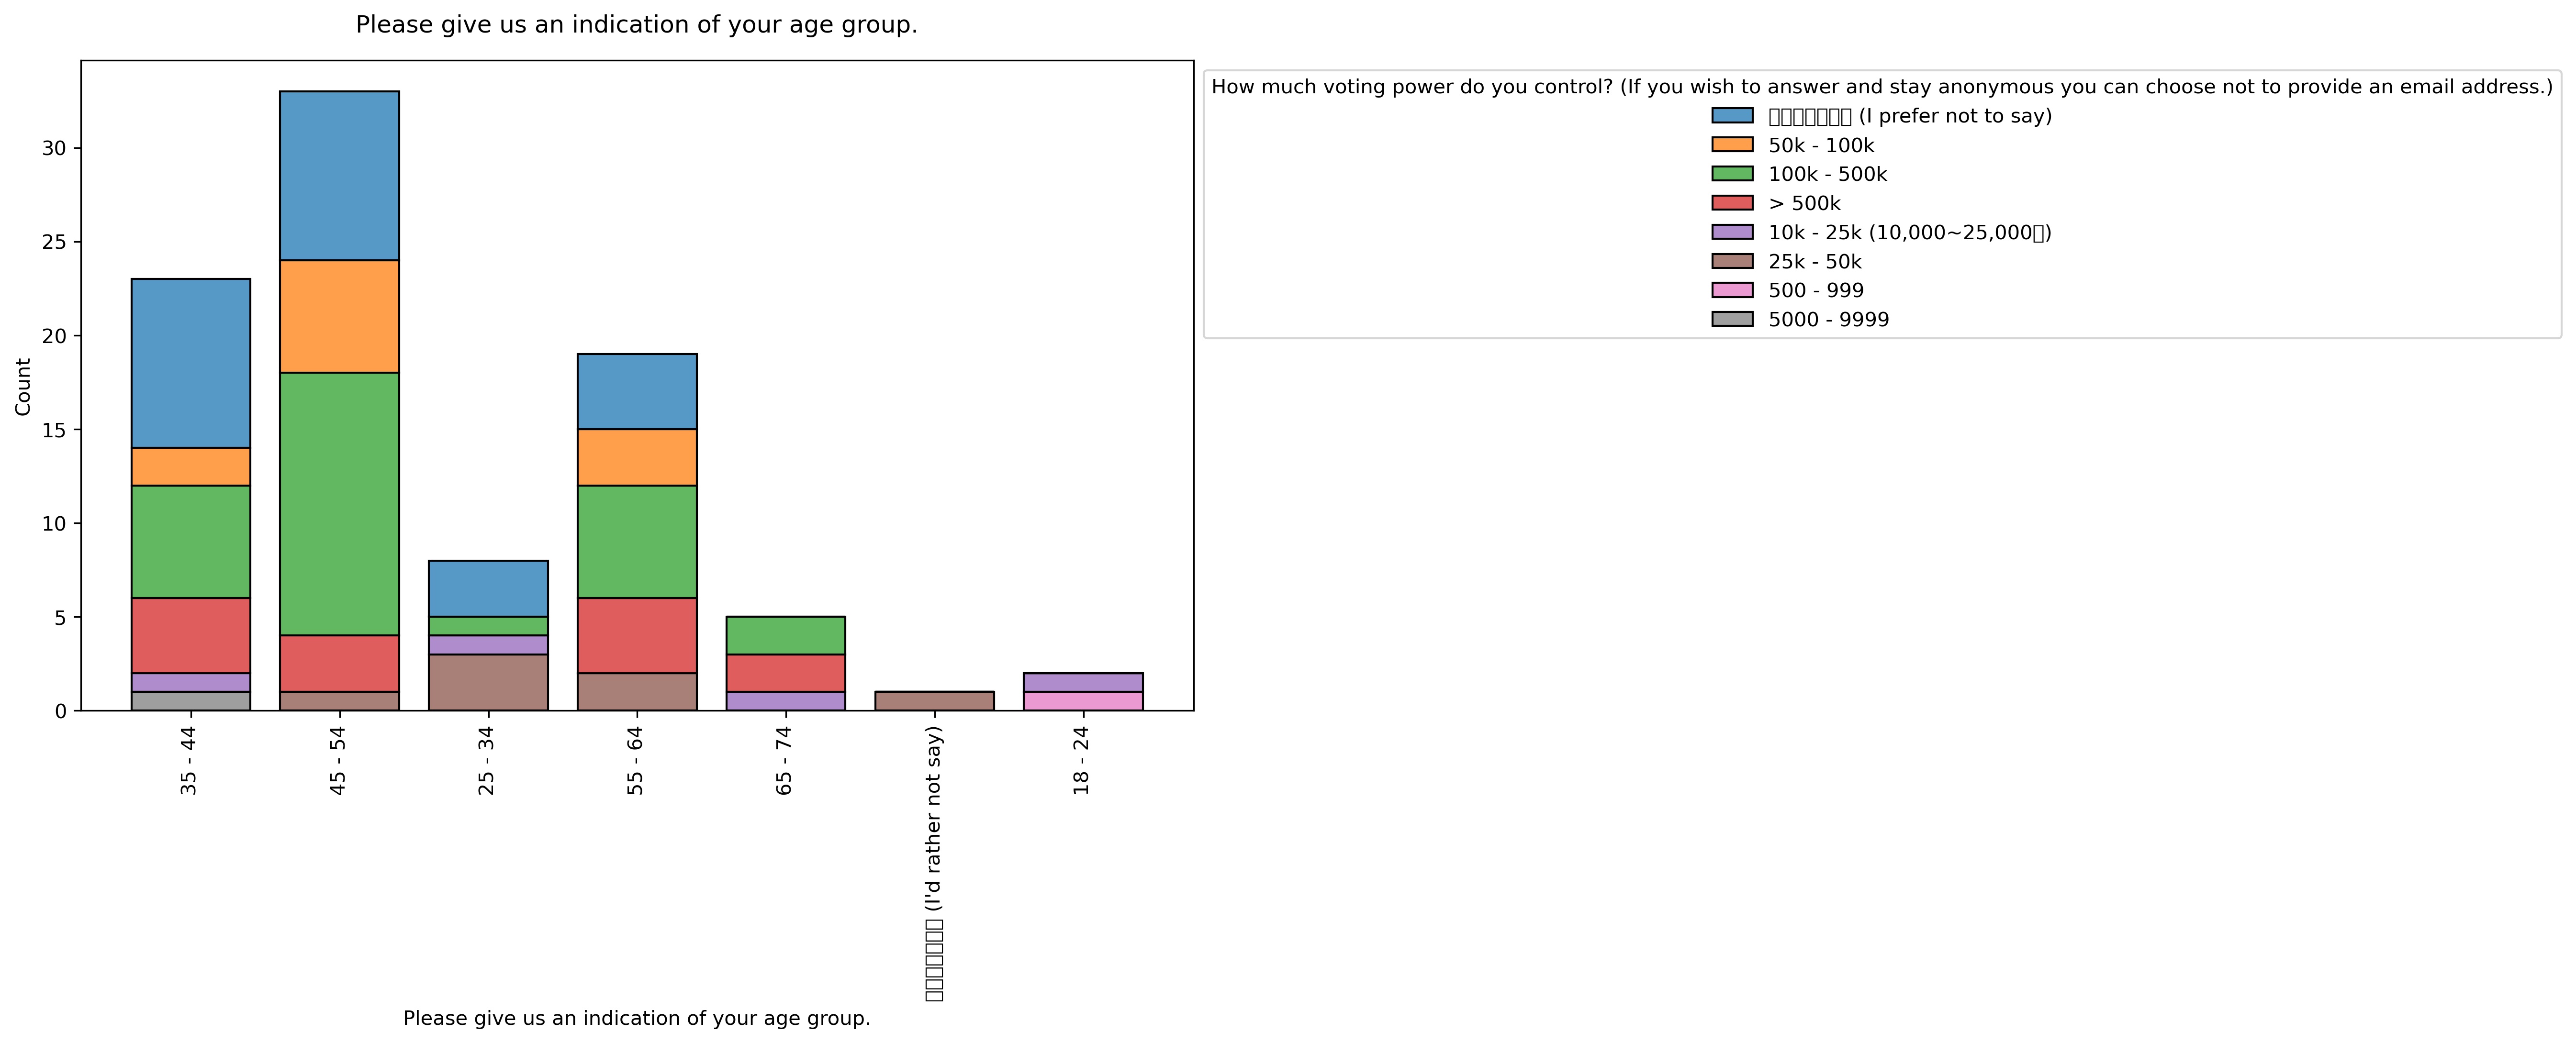 Please give us an indication of your age group.
How much voting power do you control? (If you wish to answer and stay anonymous you can choose not to provide an email address.)
(I prefer not to say)
50k - 100k
100k - 500k
> 500k
10k - 25k (10,000~25,000)
25k - 50k
500 - 999
5000 - 9999
Count
30
25
20
15
10
5
0
35 - 44
45 - 54
25 - 34
55 - 64
65 - 74
(I'd rather not say)
18 - 24
Please give us an indication of your age group.